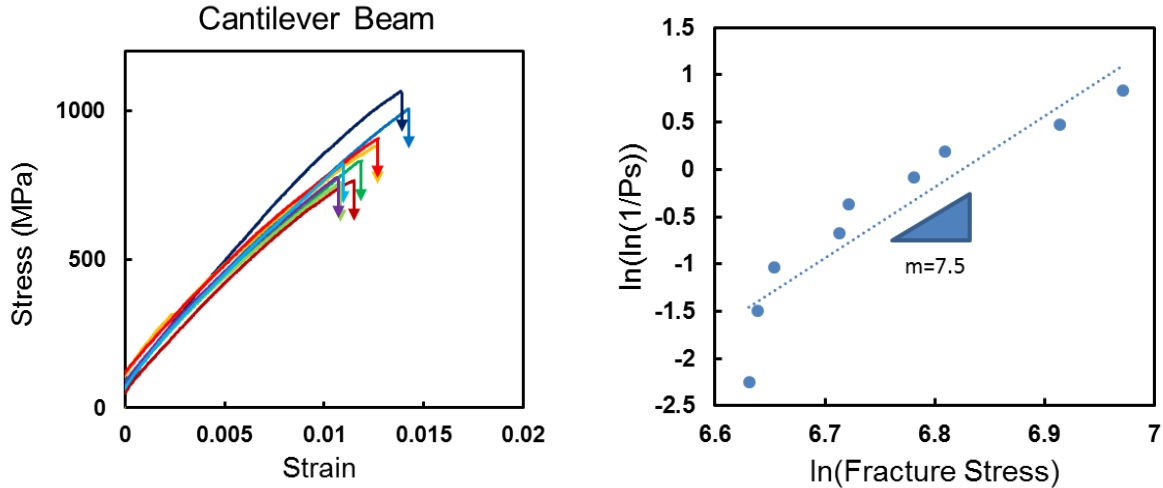 Cantilever Beam
Stress (MPa)
1000
500
0
0 0.005 0.01 0.015 0.02
Strain
ln(ln(1/Ps))
1.5
1
0.5
0
-0.5
-1
-1.5
-2
-2.5
m=7.5
6.6 6.7 6.8 6.9 7
ln(Fracture Stress)